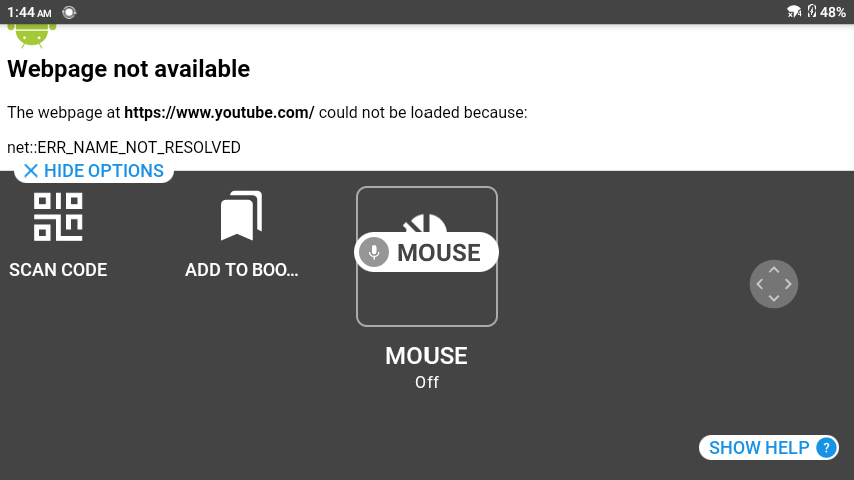 1:44 AM
48%
Webpage not available
The webpage at https://www.youtube.com/ could not be loaded because:
net::ERR_NAME_NOT_RESOLVED
HIDE OPTIONS
SCAN CODE
ADD TO BOO...
MOUSE
MOUSE
Off
SHOW HELP ?